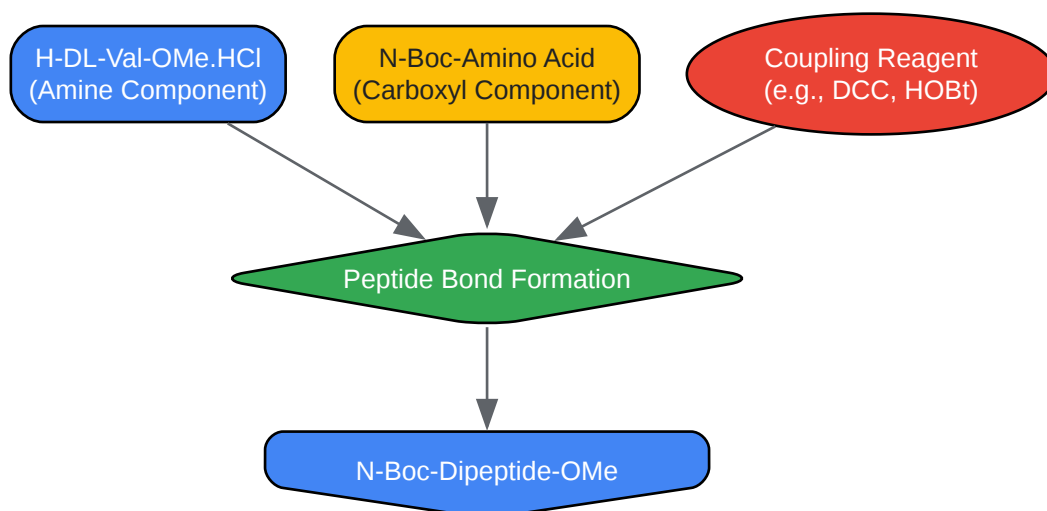 H-DL-Val-OMe.HCl
(Amine Component)
N-Boc-Amino Acid
(Carboxyl Component)
Coupling Reagent
(e.g., DCC, HOBt)
Peptide Bond Formation
N-Boc-Dipeptide-OMe